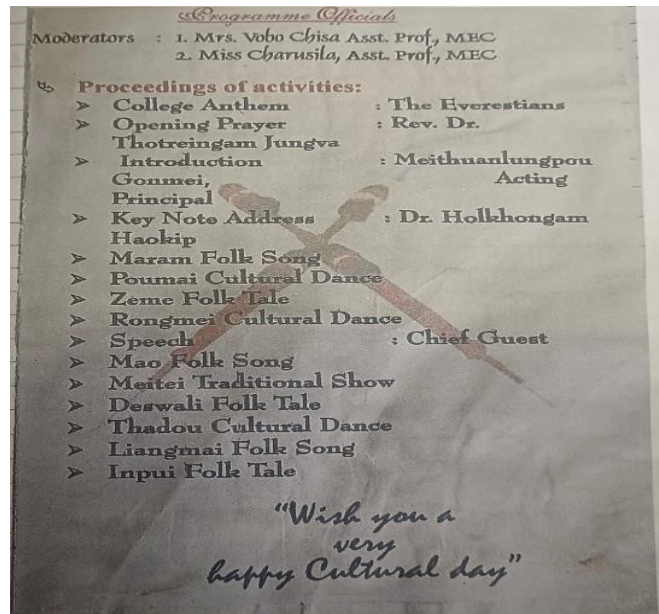 Programme Officials
Moderators : 1. Mrs. Vobo Chisa Asst. Prof., MEC
2. Miss Charusila, Asst. Prof., MEC
Proceedings of activities:
➤ College Anthem : The Everestians
➤ Opening Prayer : Rev. Dr.
Thotreingam Jungva
➤ Introduction : Meithuanlungpou
Gonmei, Acting
Principal
➤ Key Note Address : Dr. Holkhongam
Haokip
➤ Maram Folk Song
➤ Poumai Cultural Dance
➤ Zeme Folk Tale
➤ Rongmei Cultural Dance
➤ Speech : Chief Guest
➤ Mao Folk Song
➤ Meitei Traditional Show
➤ Deswali Folk Tale
➤ Thadou Cultural Dance
➤ Liangmai Folk Song
➤ Inpui Folk Tale
"Wish you a
very
happy Cultural day"